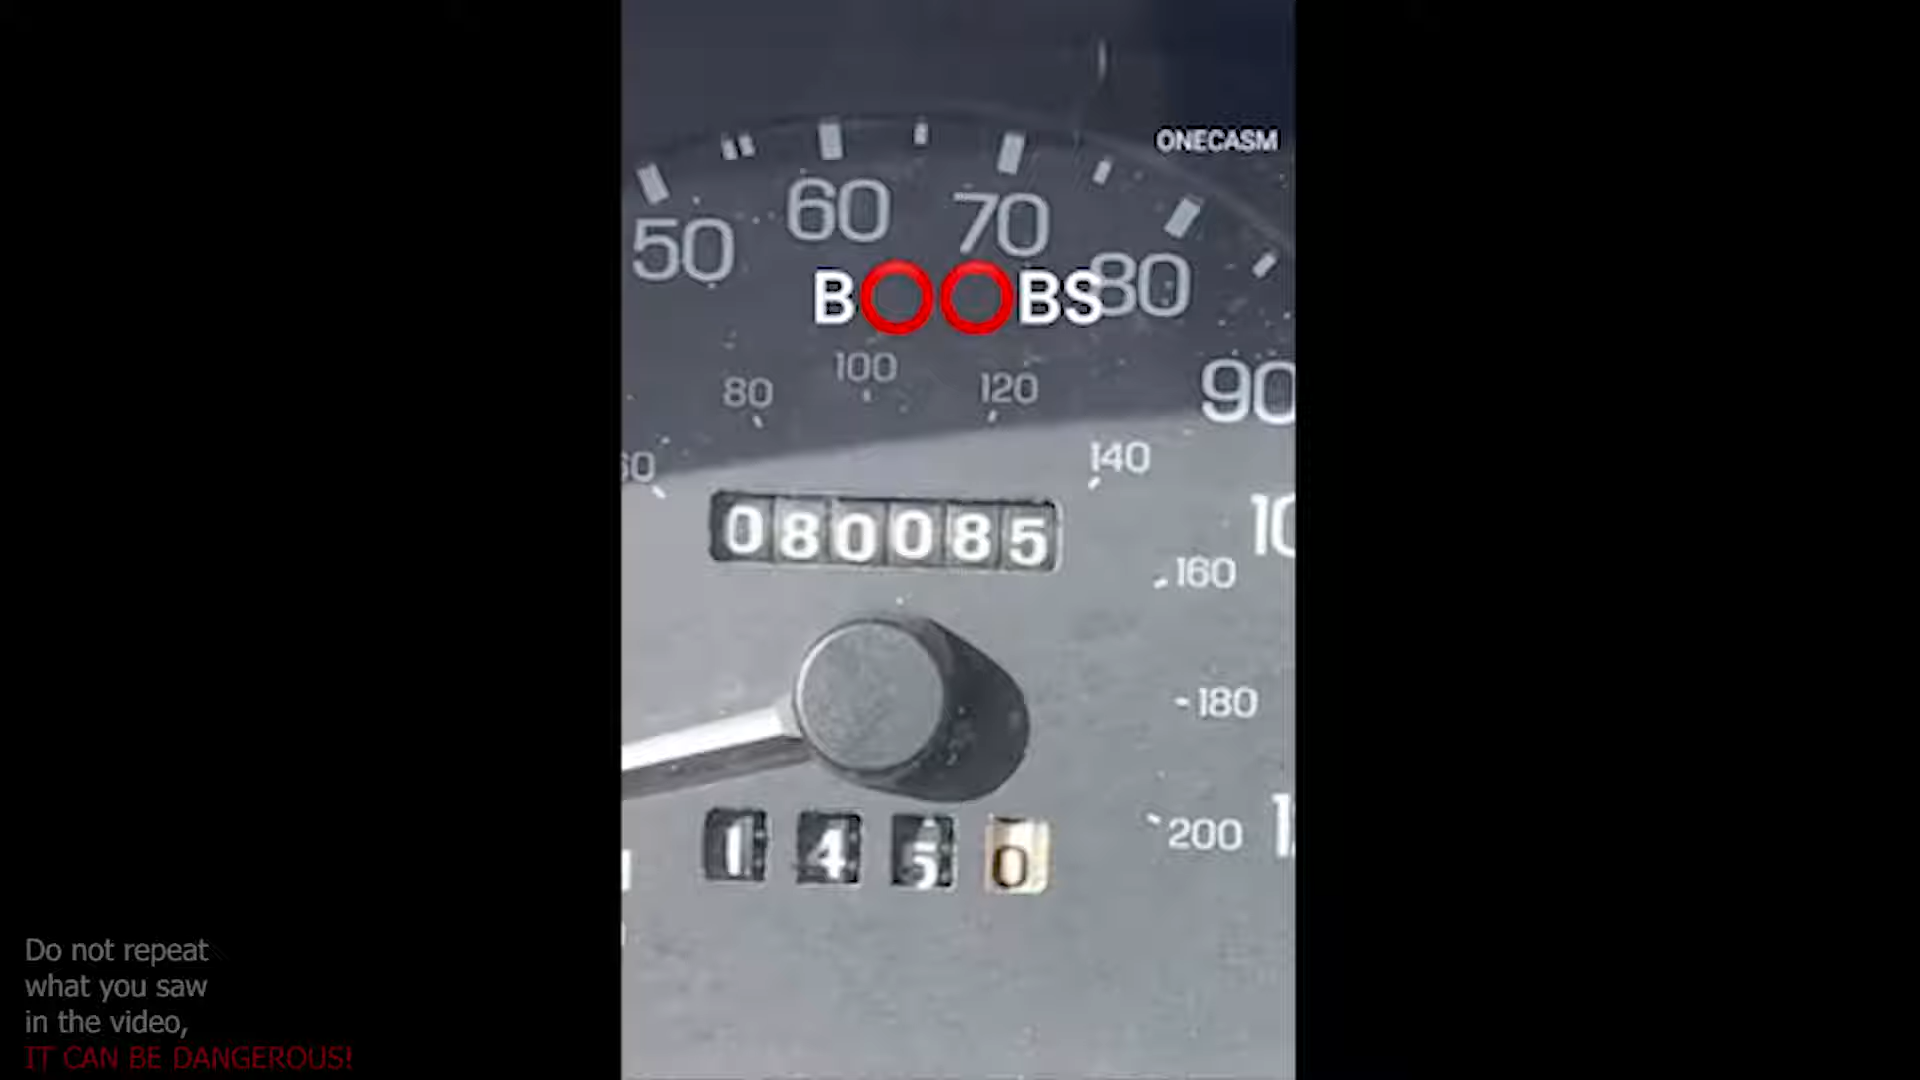 ONECASM
50 60 70 80 90
B⭕⭕BS
80 100 120 140
080085
160
180
200
1450
Do not repeat
what you saw
in the video,
IT CAN BE DANGEROUS!